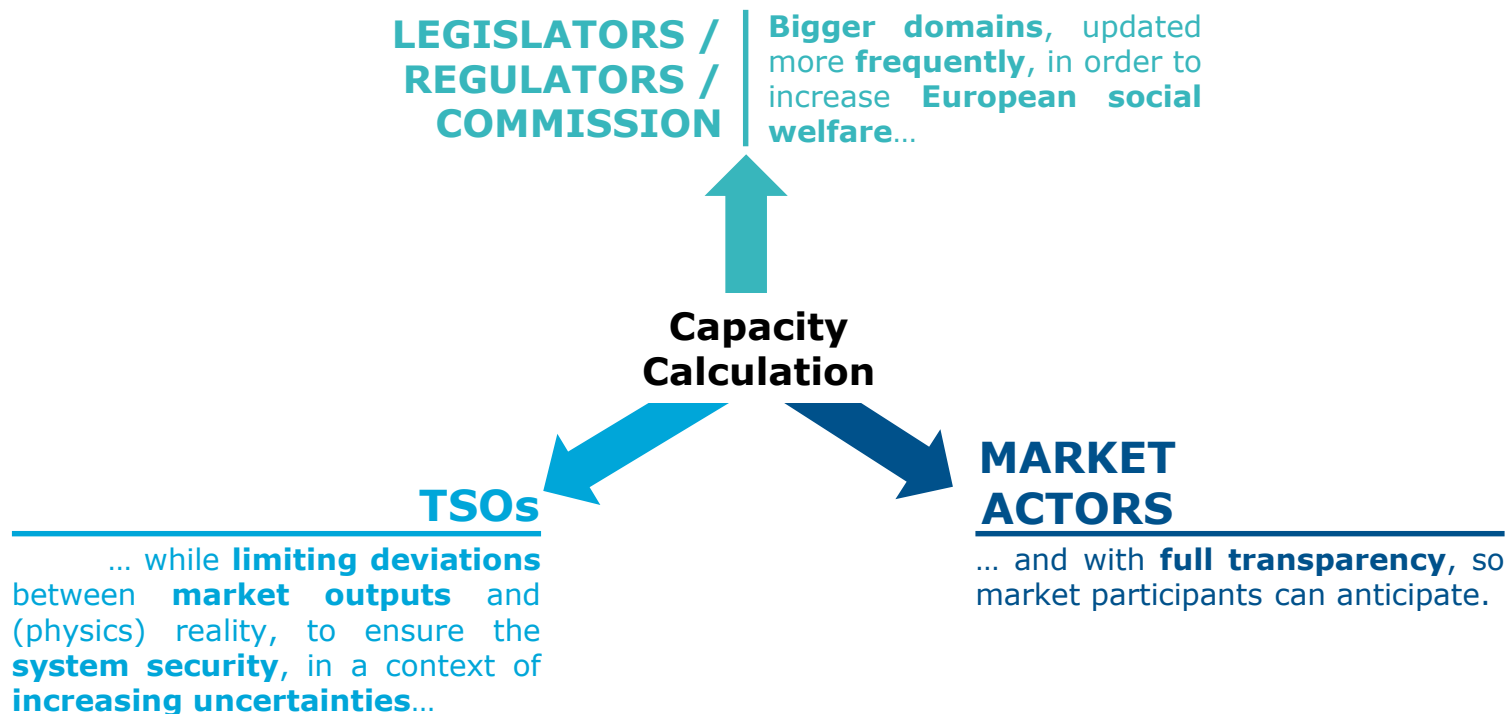 LEGISLATORS /
REGULATORS /
COMMISSION
Bigger domains, updated
more frequently, in order to
increase European social
welfare…
Capacity
Calculation
TSOs
… while limiting deviations
between market outputs and
(physics) reality, to ensure the
system security, in a context of
increasing uncertainties…
MARKET
ACTORS
… and with full transparency, so
market participants can anticipate.